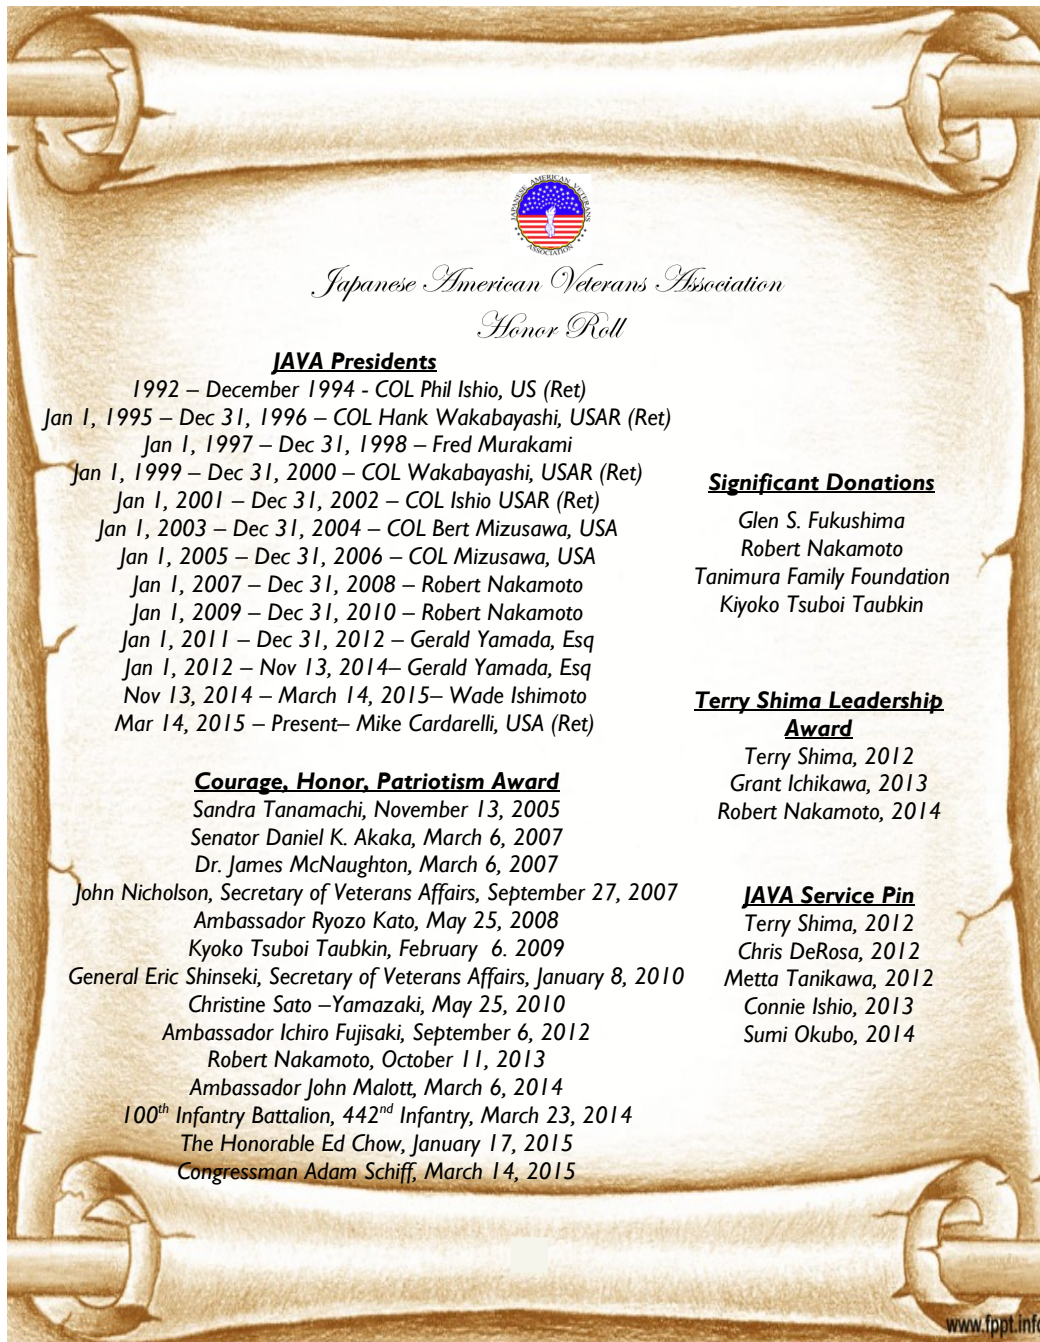 JAPANESE AMERICAN VETERANS
ASSOCIATION
Japanese American Veterans Association
Honor Roll
JAVA Presidents
1992 – December 1994 - COL Phil Ishio, US (Ret)
Jan 1, 1995 – Dec 31, 1996 – COL Hank Wakabayashi, USAR (Ret)
Jan 1, 1997 – Dec 31, 1998 – Fred Murakami
Jan 1, 1999 – Dec 31, 2000 – COL Wakabayashi, USAR (Ret)
Jan 1, 2001 – Dec 31, 2002 – COL Ishio USAR (Ret)
Jan 1, 2003 – Dec 31, 2004 – COL Bert Mizusawa, USA
Jan 1, 2005 – Dec 31, 2006 – COL Mizusawa, USA
Jan 1, 2007 – Dec 31, 2008 – Robert Nakamoto
Jan 1, 2009 – Dec 31, 2010 – Robert Nakamoto
Jan 1, 2011 – Dec 31, 2012 – Gerald Yamada, Esq
Jan 1, 2012 – Nov 13, 2014– Gerald Yamada, Esq
Nov 13, 2014 – March 14, 2015– Wade Ishimoto
Mar 14, 2015 – Present– Mike Cardarelli, USA (Ret)
Courage, Honor, Patriotism Award
Sandra Tanamachi, November 13, 2005
Senator Daniel K. Akaka, March 6, 2007
Dr. James McNaughton, March 6, 2007
John Nicholson, Secretary of Veterans Affairs, September 27, 2007
Ambassador Ryozo Kato, May 25, 2008
Kyoko Tsuboi Taubkin, February  6. 2009
General Eric Shinseki, Secretary of Veterans Affairs, January 8, 2010
Christine Sato –Yamazaki, May 25, 2010
Ambassador Ichiro Fujisaki, September 6, 2012
Robert Nakamoto, October 11, 2013
Ambassador John Malott, March 6, 2014
100th Infantry Battalion, 442nd Infantry, March 23, 2014
The Honorable Ed Chow, January 17, 2015
Congressman Adam Schiff, March 14, 2015
Significant Donations
Glen S. Fukushima
Robert Nakamoto
Tanimura Family Foundation
Kiyoko Tsuboi Taubkin
Terry Shima Leadership
Award
Terry Shima, 2012
Grant Ichikawa, 2013
Robert Nakamoto, 2014
JAVA Service Pin
Terry Shima, 2012
Chris DeRosa, 2012
Metta Tanikawa, 2012
Connie Ishio, 2013
Sumi Okubo, 2014
www.fppt.info